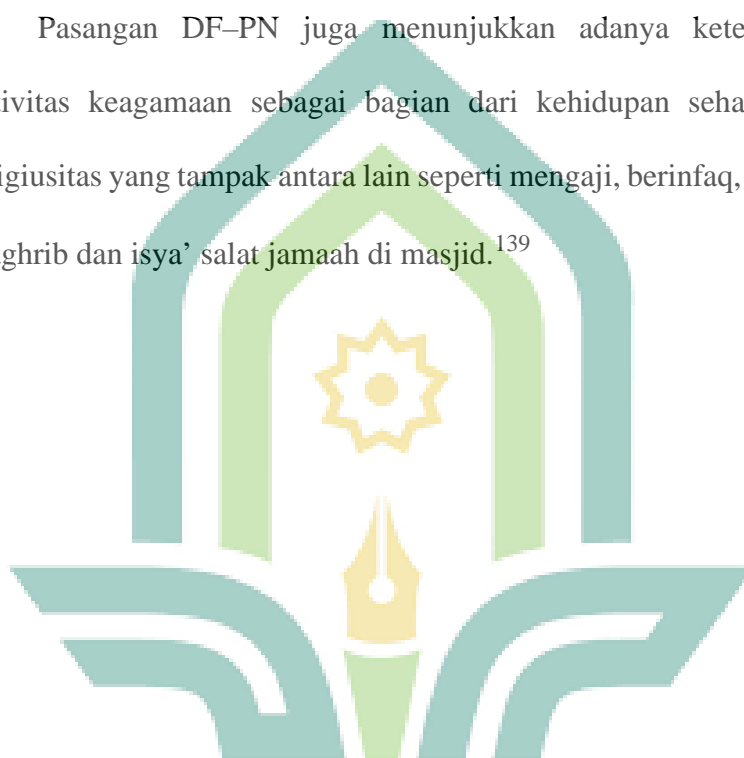 Pasangan DF–PN juga menunjukkan adanya kete
tivitas keagamaan sebagai bagian dari kehidupan seha
igiusitas yang tampak antara lain seperti mengaji, berinfaq,
ghrib dan isya’ salat jamaah di masjid.139